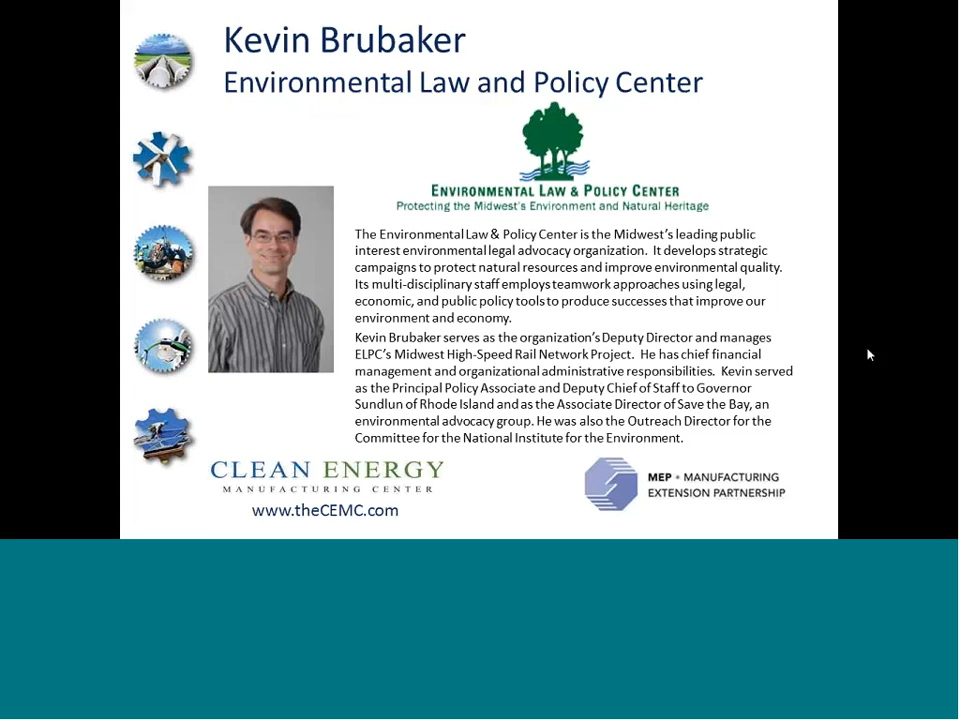 Kevin Brubaker
Environmental Law and Policy Center
ENVIRONMENTAL LAW & POLICY CENTER
Protecting the Midwest's Environment and Natural Heritage
The Environmental Law & Policy Center is the Midwest's leading public
interest environmental legal advocacy organization. It develops strategic
campaigns to protect natural resources and improve environmental quality.
Its multi-disciplinary staff employs teamwork approaches using legal,
economic, and public policy tools to produce successes that improve our
environment and economy.
Kevin Brubaker serves as the organization's Deputy Director and manages
ELPC's Midwest High-Speed Rail Network Project. He has chief financial
management and organizational administrative responsibilities. Kevin served
as the Principal Policy Associate and Deputy Chief of Staff to Governor
Sundlun of Rhode Island and as the Associate Director of Save the Bay, an
environmental advocacy group. He was also the Outreach Director for the
Committee for the National Institute for the Environment.
CLEAN ENERGY
MANUFACTURING CENTER
www.theCEMC.com
MEP • MANUFACTURING
EXTENSION PARTNERSHIP